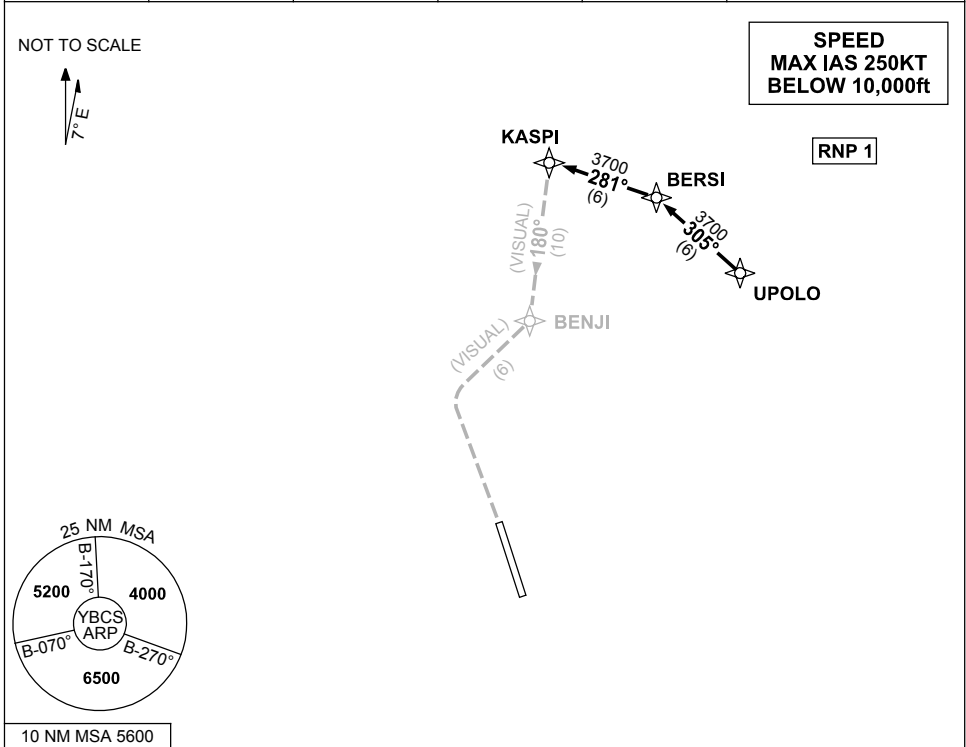 NOT TO SCALE
7° E
SPEED
MAX IAS 250KT
BELOW 10,000ft
RNP 1
KASPI
3700
281°
(6)
BERSI
3700
305°
(6)
UPOLO
(VISUAL)
180°
(10)
BENJI
(VISUAL)
(6)
25 NM MSA
B-170°
5200
4000
YBCS
ARP
B-070°
B-270°
6500
10 NM MSA 5600